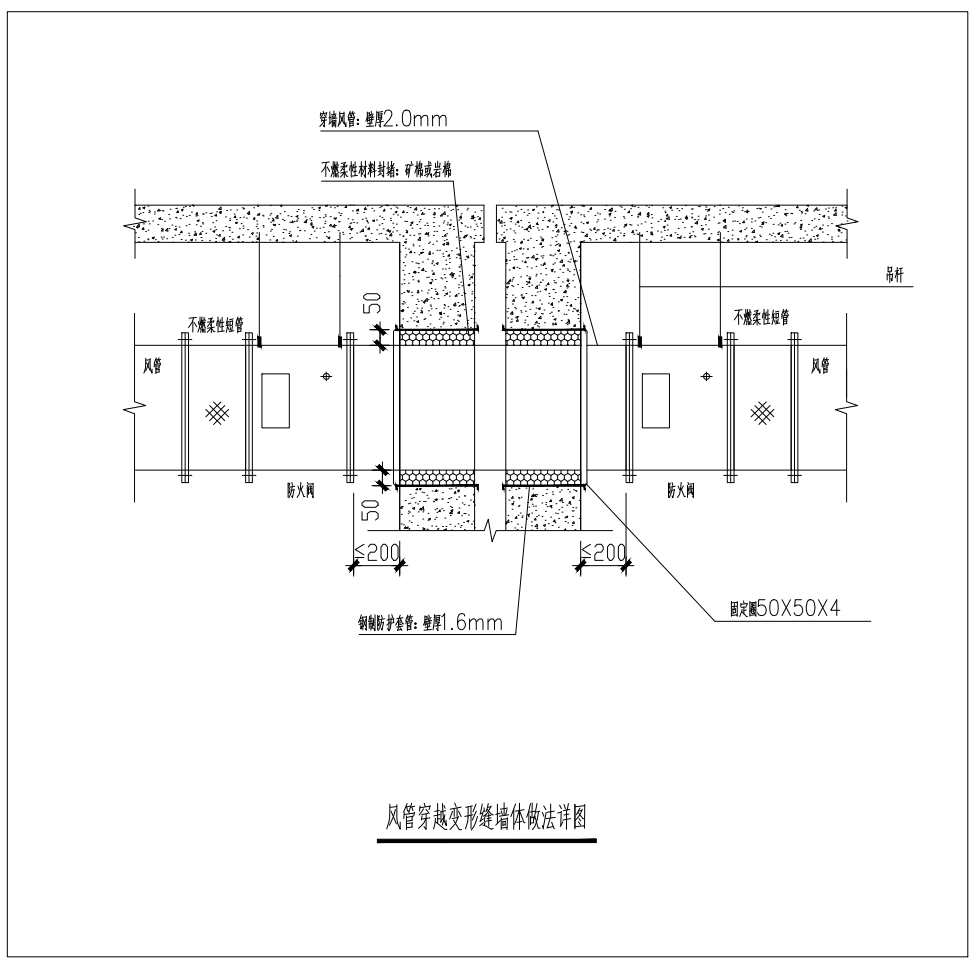 穿墙风管：壁厚2.0mm
不燃柔性材料封堵：矿棉或岩棉
吊杆
50
不燃柔性短管
不燃柔性短管
风管
风管
防火阀
防火阀
50
≤200
≤200
固定圈50X50X4
钢制防护套管：壁厚1.6mm
风管穿越变形缝墙体做法详图